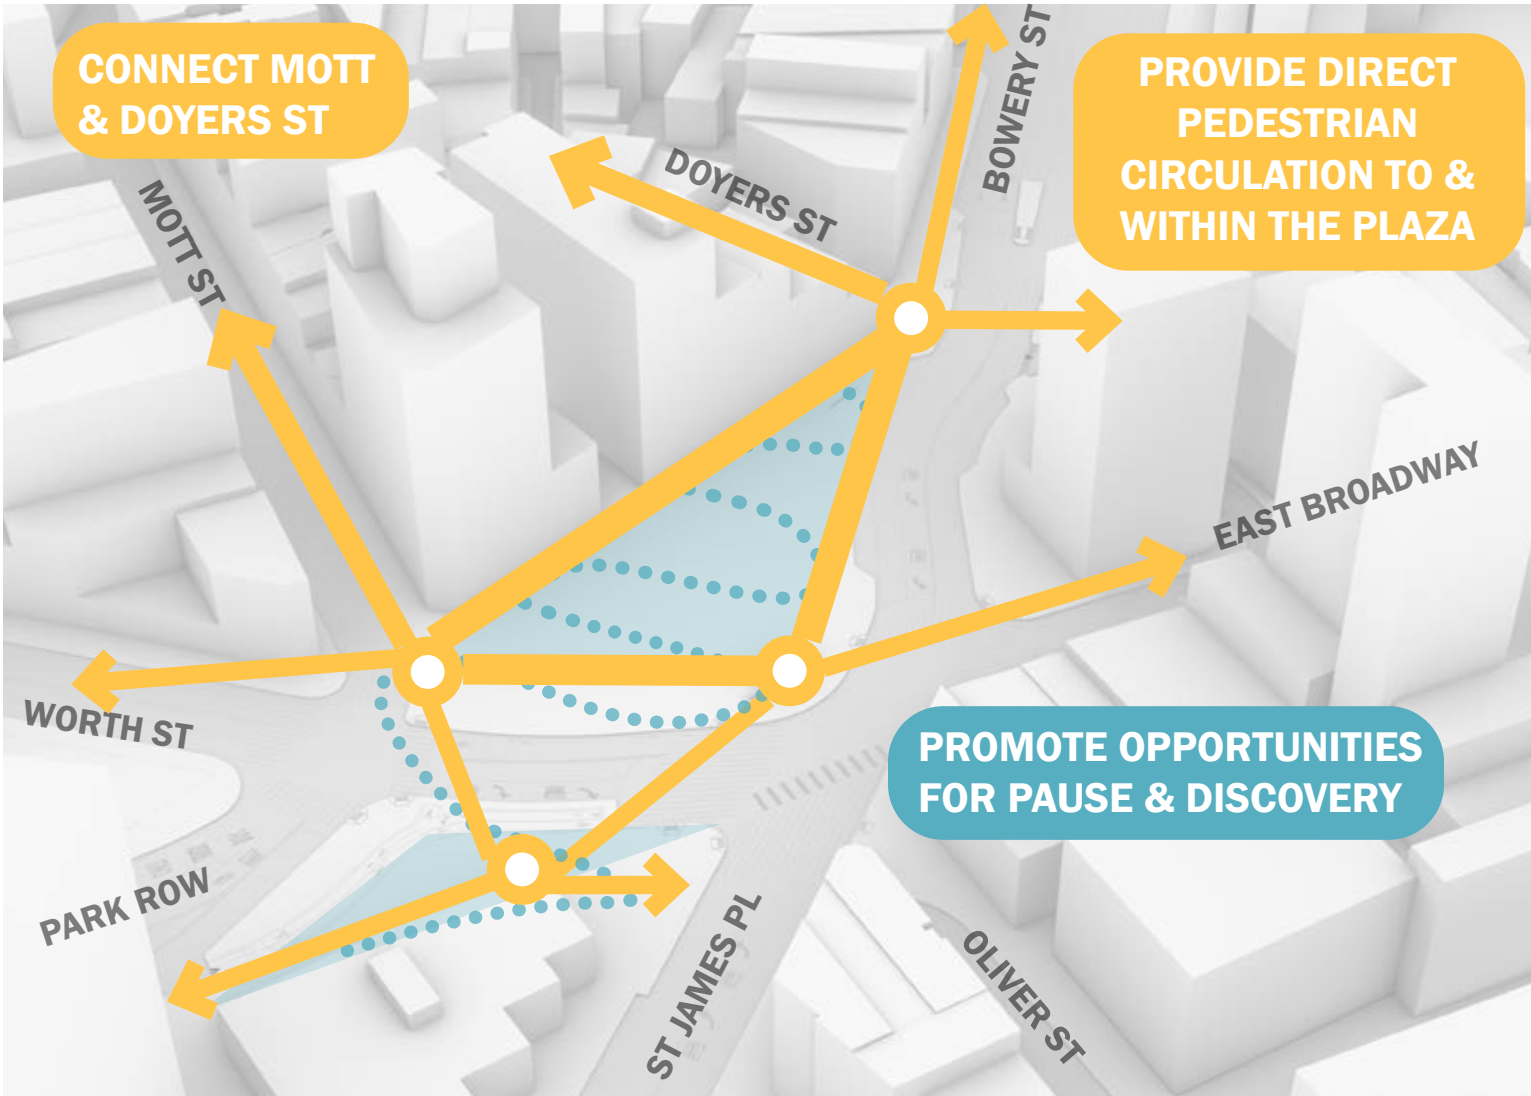 CONNECT MOTT
& DOYERS ST
PROVIDE DIRECT
PEDESTRIAN
CIRCULATION TO &
WITHIN THE PLAZA
BOWERY ST
DOYERS ST
MOTT ST
EAST BROADWAY
WORTH ST
PROMOTE OPPORTUNITIES
FOR PAUSE & DISCOVERY
PARK ROW
ST JAMES PL
OLIVER ST